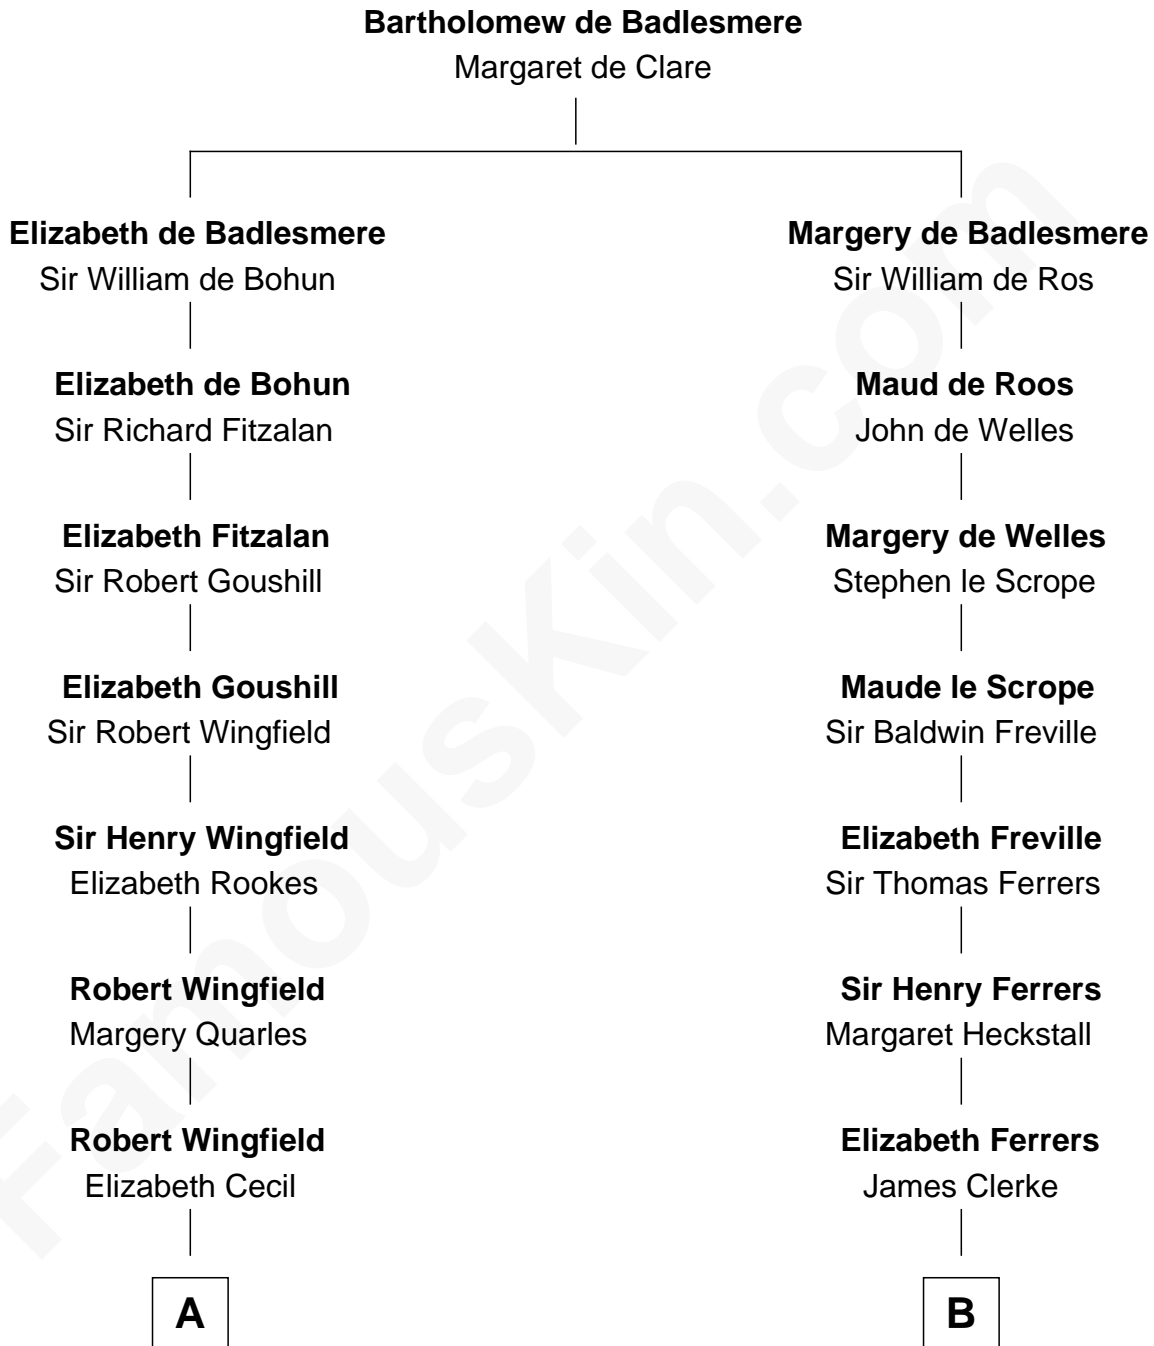 Bartholomew de Badlesmere
Margaret de Clare
Elizabeth de Badlesmere
Sir William de Bohun
Margery de Badlesmere
Sir William de Ros
Elizabeth de Bohun
Sir Richard Fitzalan
Maud de Roos
John de Welles
Elizabeth Fitzalan
Sir Robert Goushill
Margery de Welles
Stephen le Scrope
Elizabeth Goushill
Sir Robert Wingfield
Maude le Scrope
Sir Baldwin Freville
Sir Henry Wingfield
Elizabeth Rookes
Elizabeth Freville
Sir Thomas Ferrers
Robert Wingfield
Margery Quarles
Sir Henry Ferrers
Margaret Heckstall
Robert Wingfield
Elizabeth Cecil
Elizabeth Ferrers
James Clerke
A
B
FamousKin.com